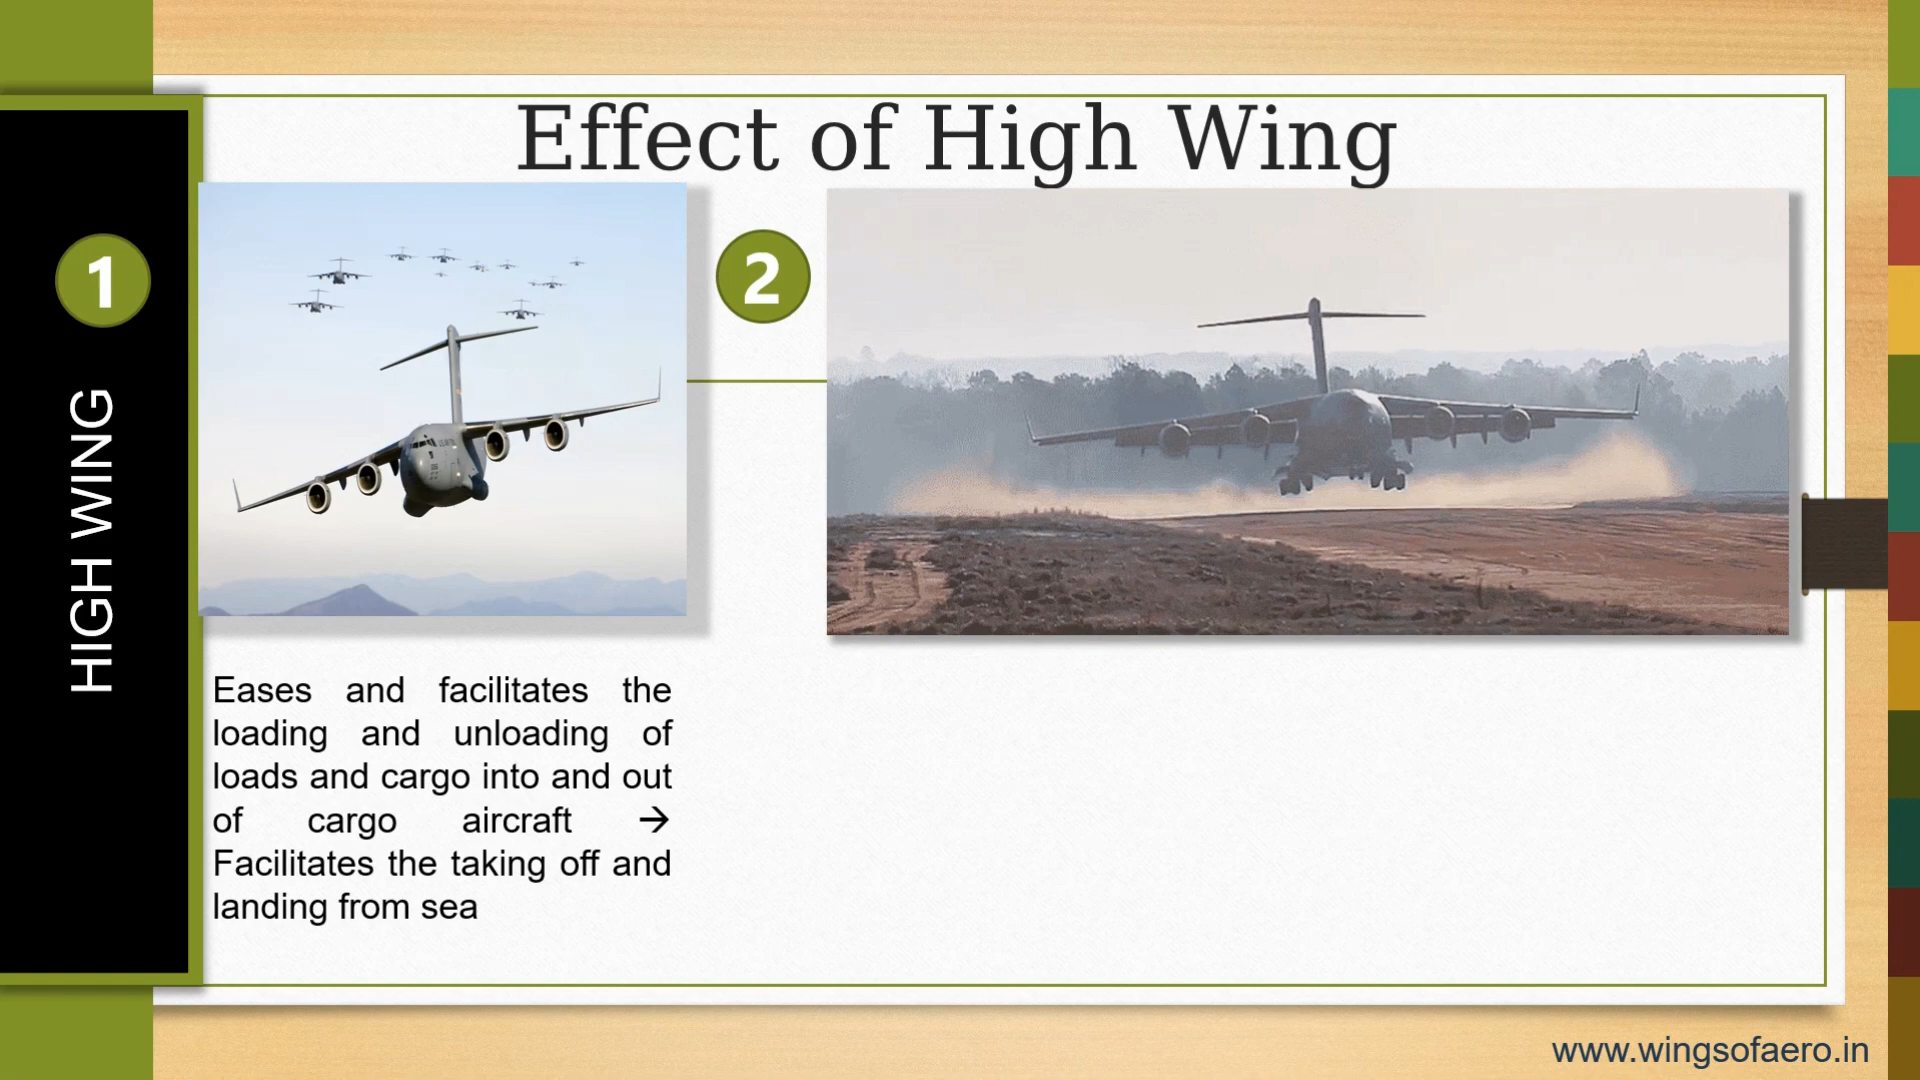 Effect of High Wing
1
2
HIGH WING
Eases and facilitates the
loading and unloading of
loads and cargo into and out
of cargo aircraft →
Facilitates the taking off and
landing from sea
www.wingsofaero.in